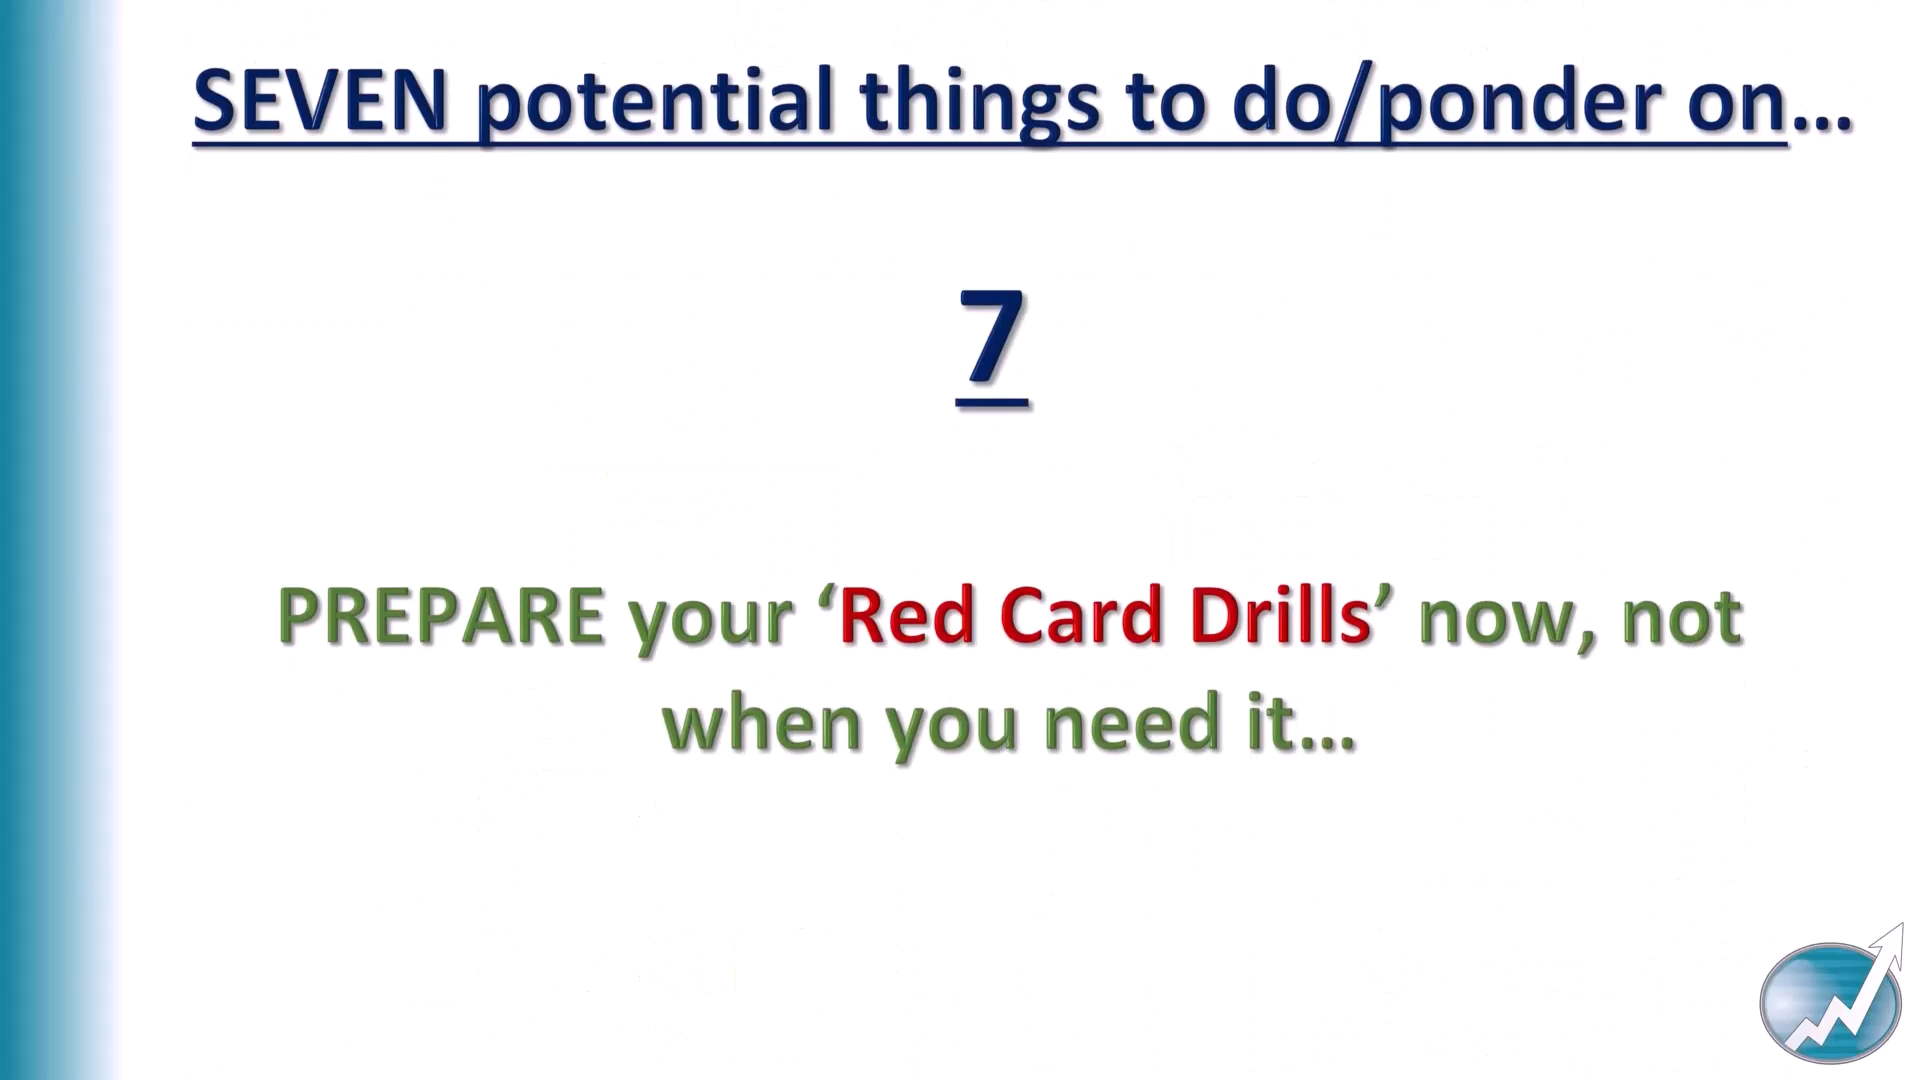 SEVEN potential things to do/ponder on…
7
PREPARE your ‘Red Card Drills’ now, not
when you need it…